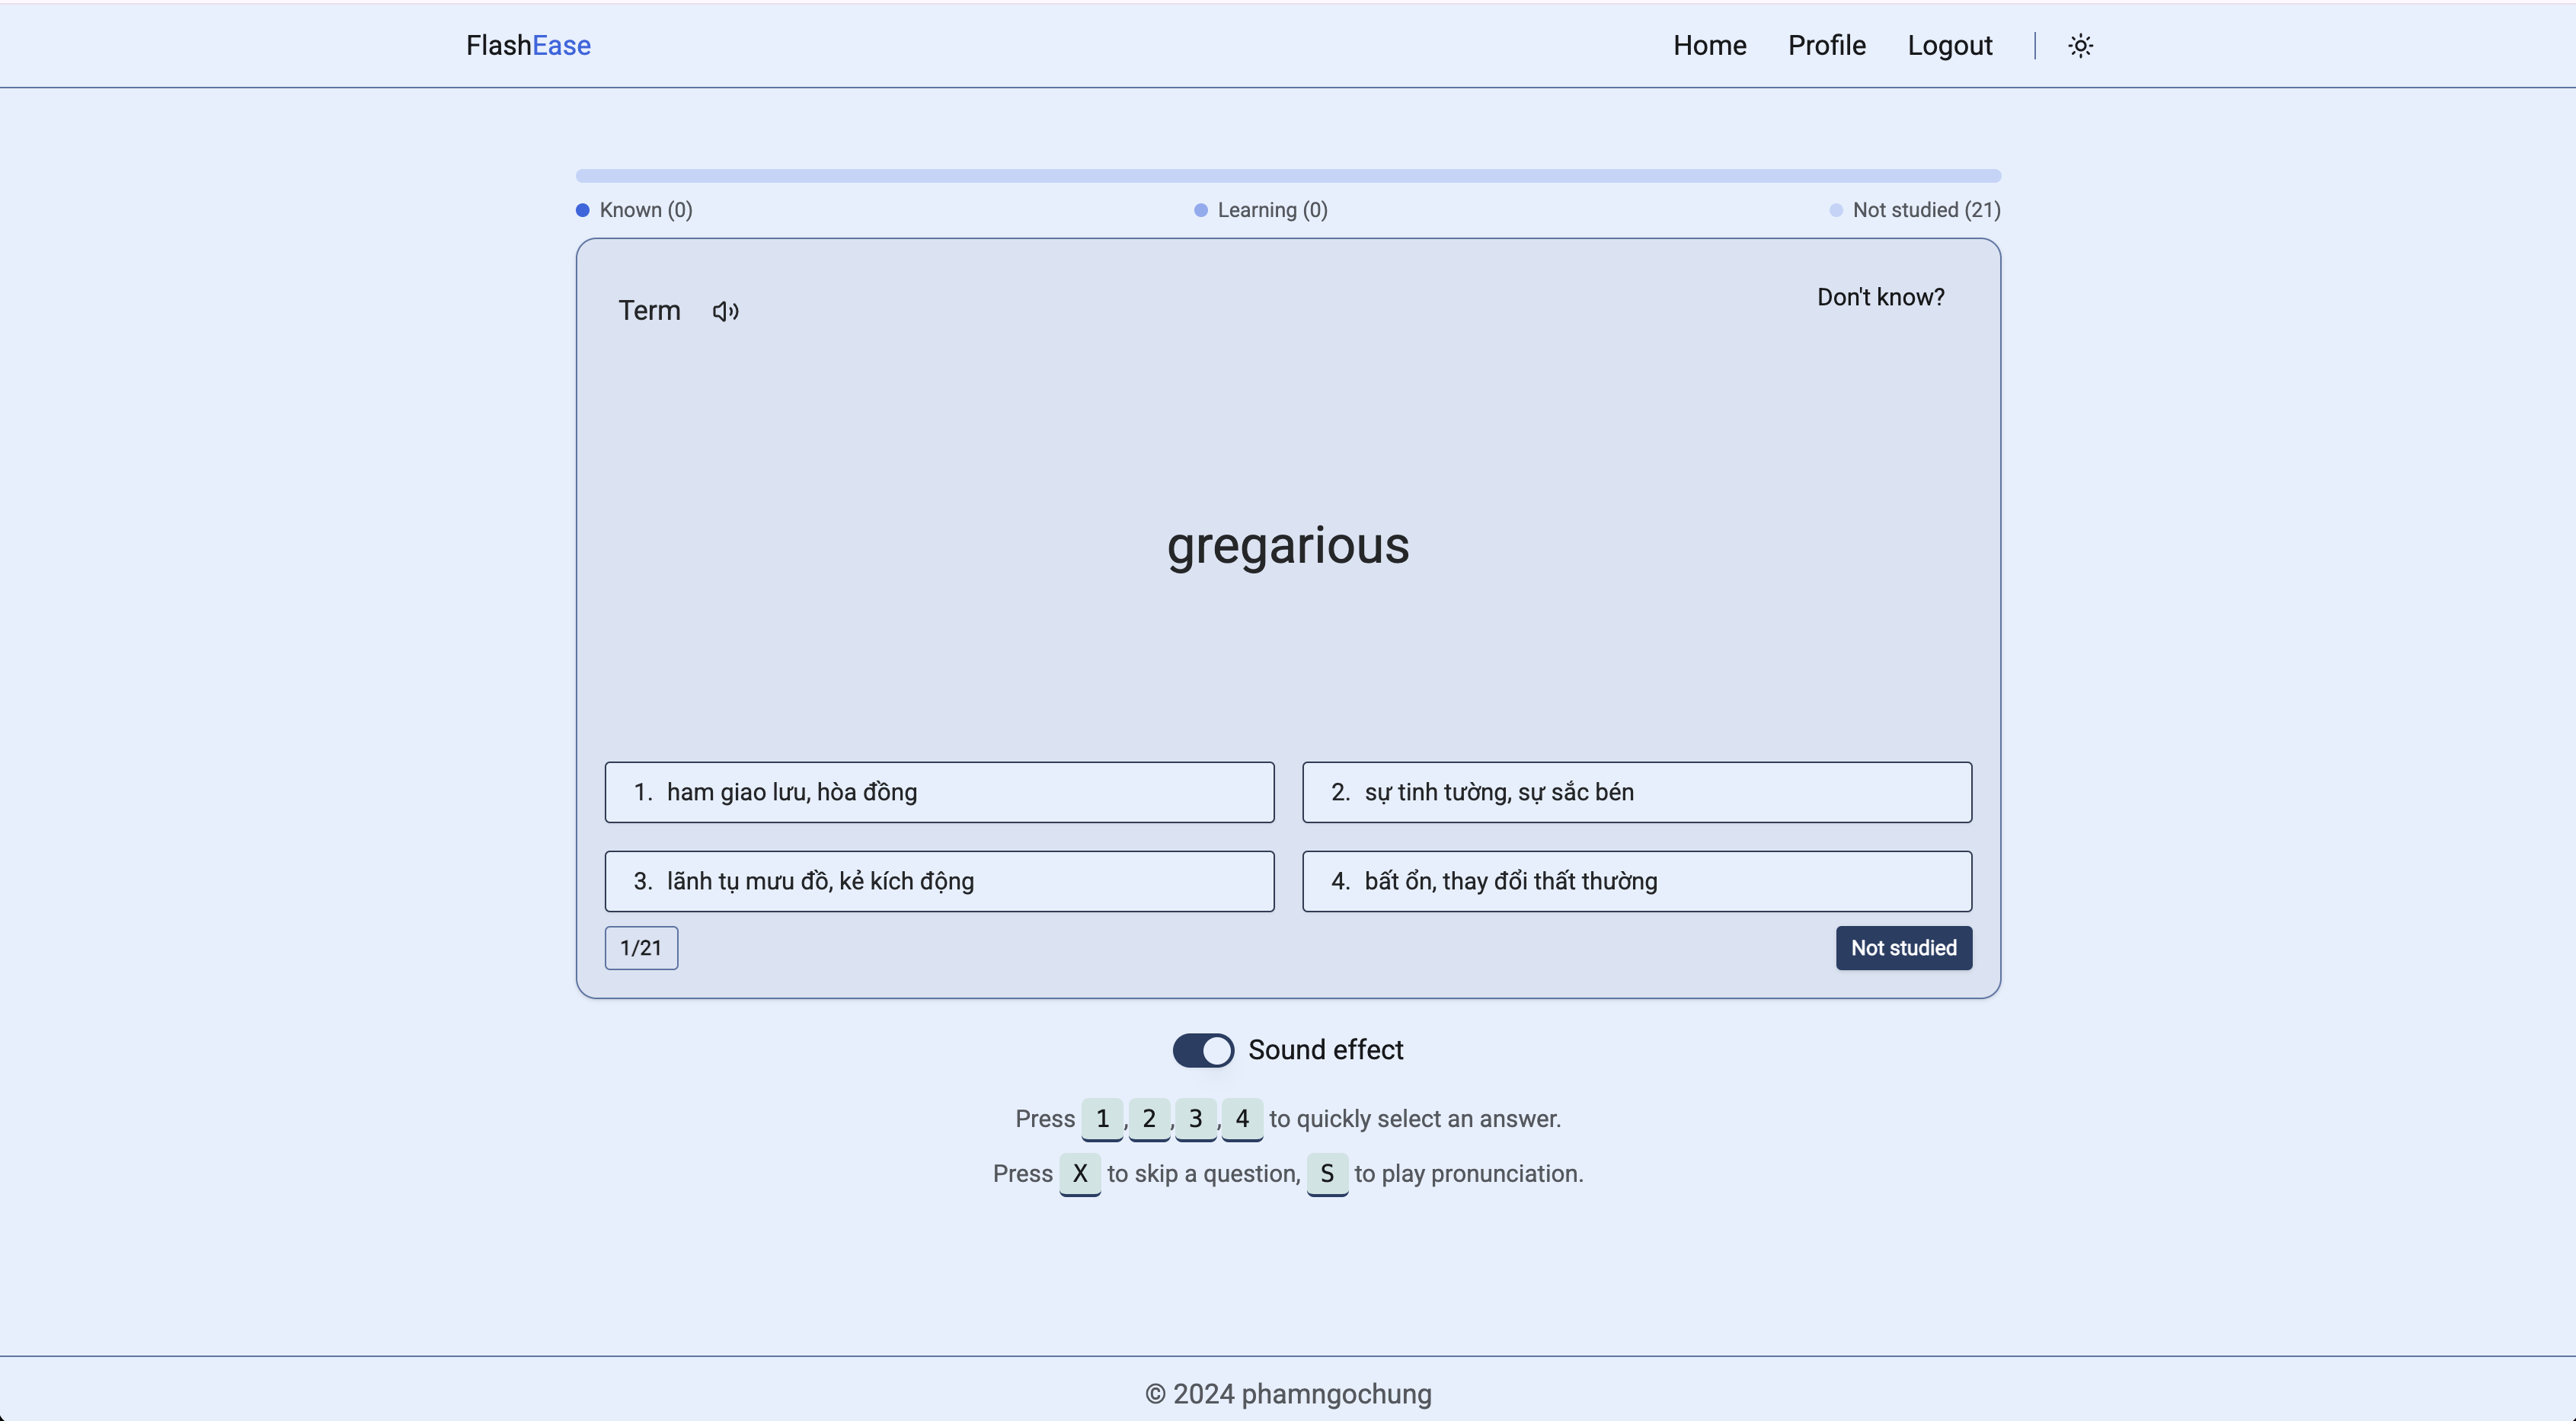 FlashEase Home Profile Logout
Known (0) Learning (0) Not studied (21)
Term Don't know?
gregarious
1. ham giao lưu, hòa đồng
2. sự tinh tường, sự sắc bén
3. lãnh tụ mưu đồ, kẻ kích động
4. bất ổn, thay đổi thất thường
1/21 Not studied
Sound effect
Press 1,2,3,4 to quickly select an answer.
Press X to skip a question, S to play pronunciation.
© 2024 phamngochung